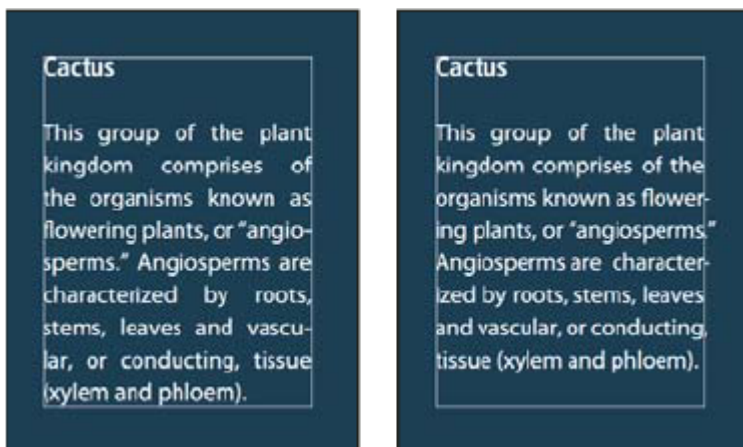 Cactus
This group of the plant
kingdom comprises of
the organisms known as
flowering plants, or “angio-
sperms.” Angiosperms are
characterized by roots,
stems, leaves and vascu-
lar, or conducting, tissue
(xylem and phloem).
Cactus
This group of the plant
kingdom comprises of the
organisms known as flower-
ing plants, or “angiosperms.”
Angiosperms are character-
ized by roots, stems, leaves
and vascular, or conducting,
tissue (xylem and phloem).